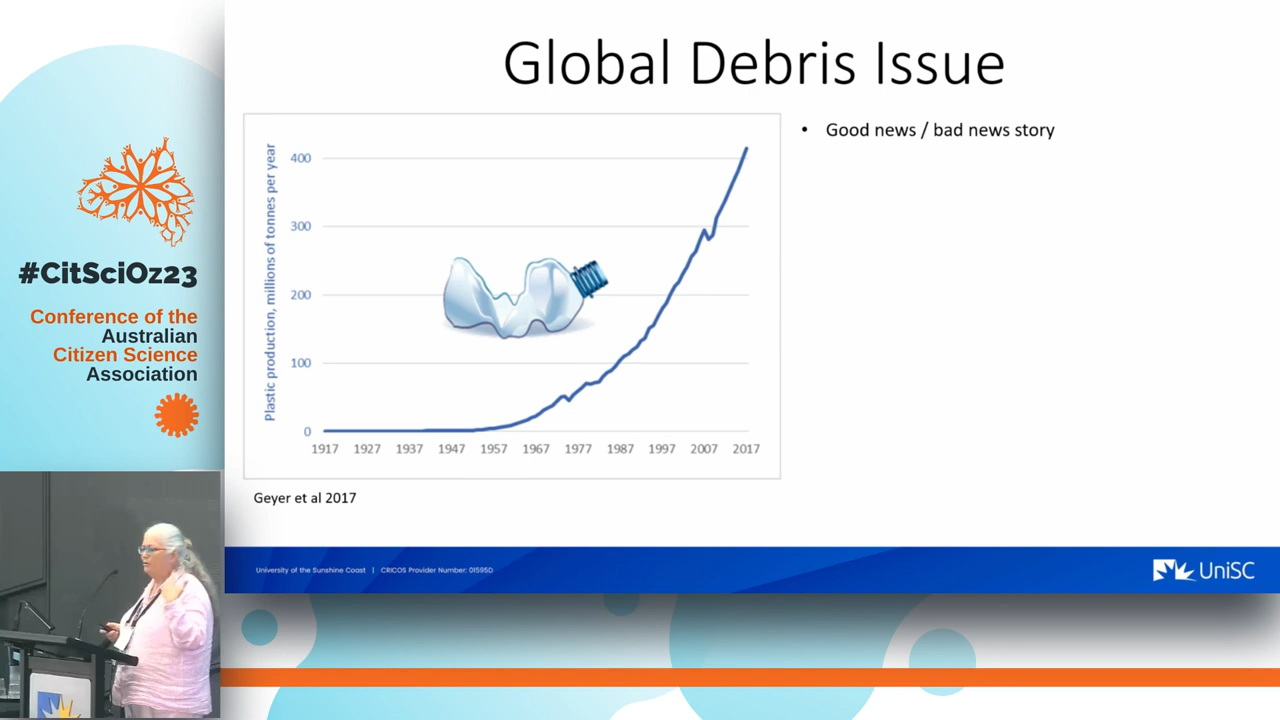 Global Debris Issue
#CitSciOz23
Conference of the
Australian
Citizen Science
Association
Plastic production, millions of tonnes per year
400
300
200
100
0
1917 1927 1937 1947 1957 1967 1977 1987 1997 2007 2017
Geyer et al 2017
• Good news / bad news story
University of the Sunshine Coast | CRICOS Provider Number: 01595D
UniSC